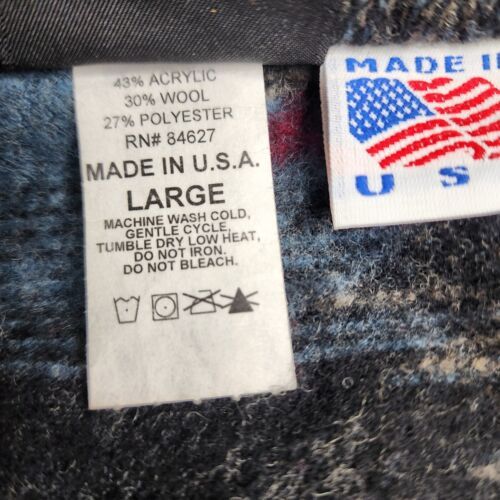 43% ACRYLIC
30% WOOL
27% POLYESTER
RN# 84627
MADE IN U.S.A.
LARGE
MACHINE WASH COLD,
GENTLE CYCLE
TUMBLE DRY LOW HEAT,
DO NOT IRON.
DO NOT BLEACH.
MADE I
U S